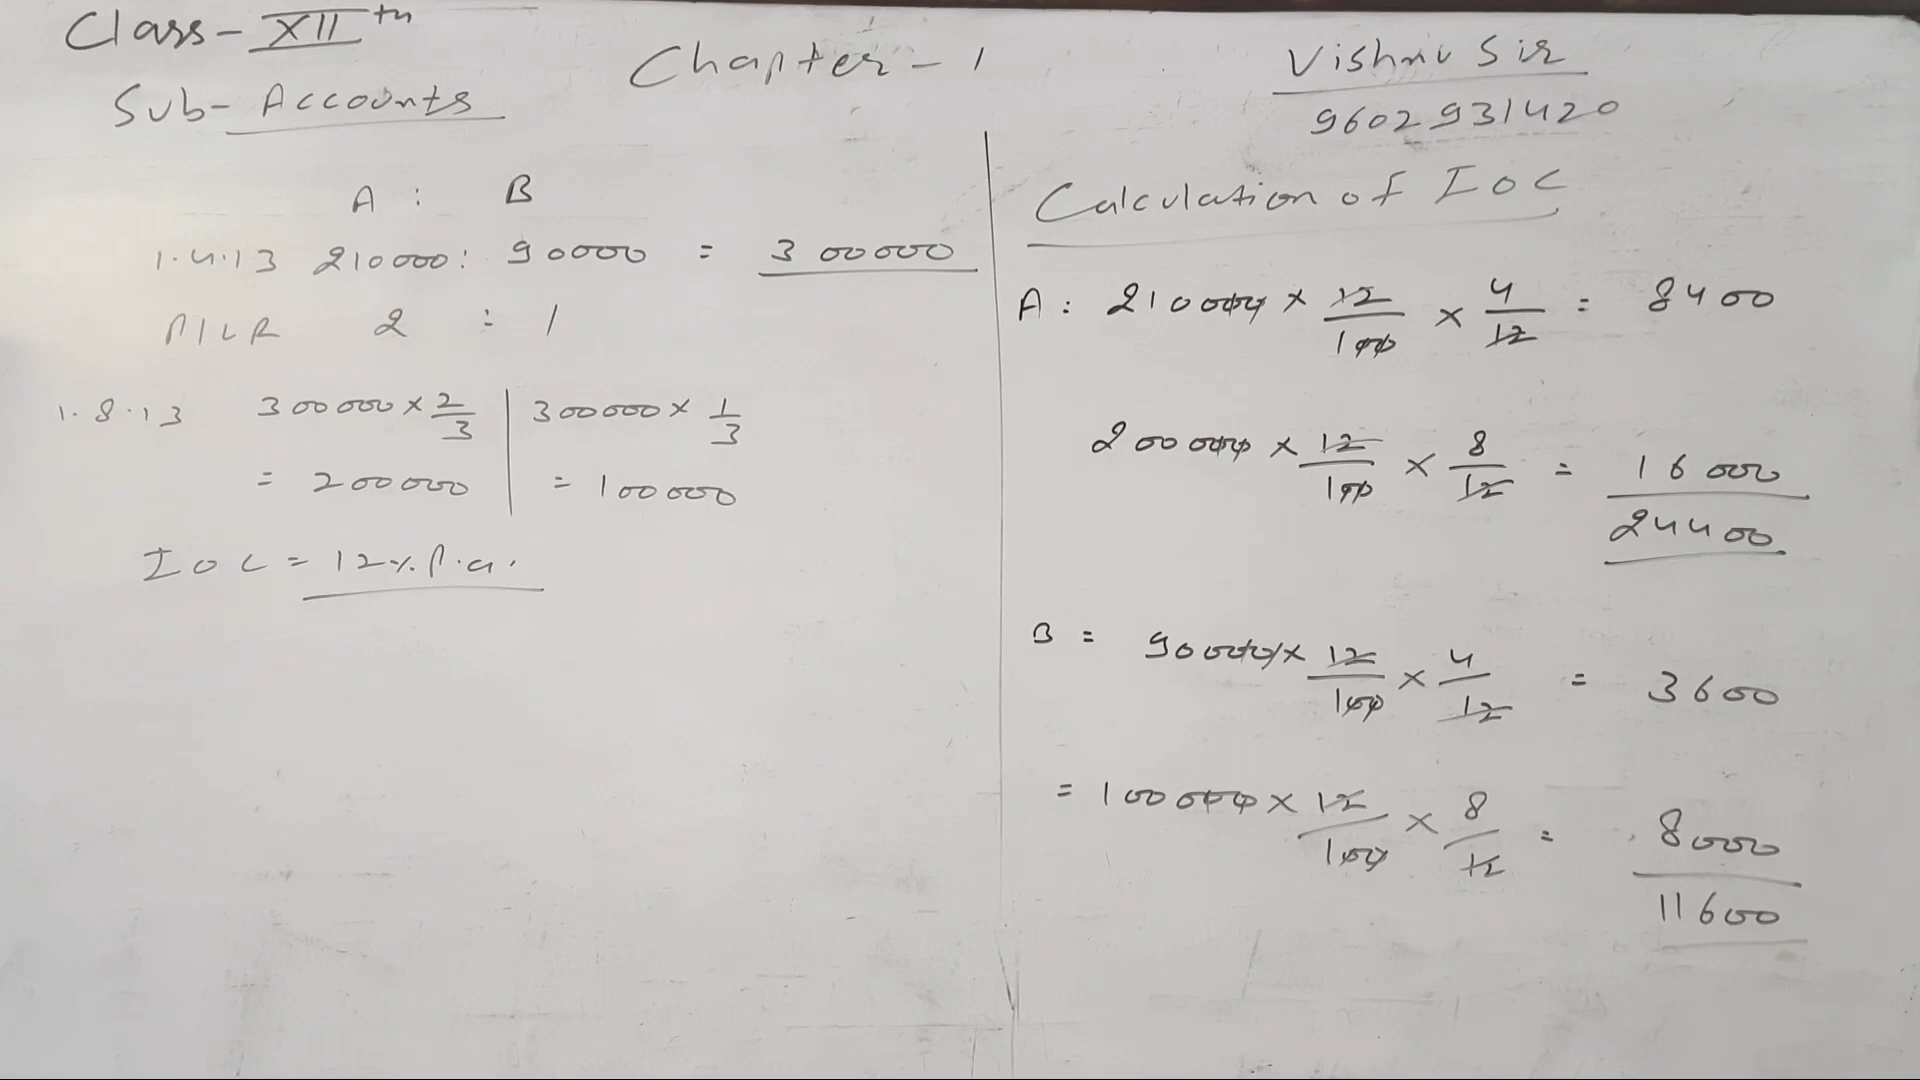 Class - XII th
Sub - Accounts
Chapter - 1
Vishnu Sir
9602931420
A : B
1.4.13 210000 : 90000 = 300000
P/L R 2 : 1
1.8.13 300000 × 2/3 | 300000 × 1/3
= 200000 | = 100000
IOC = 12% P.a.
Calculation of IOC
A : 210000 × 12/100 × 4/12 = 8400
200000 × 12/100 × 8/12 = 16000
24400
B = 90000 × 12/100 × 4/12 = 3600
= 100000 × 12/100 × 8/12 = 8000
11600